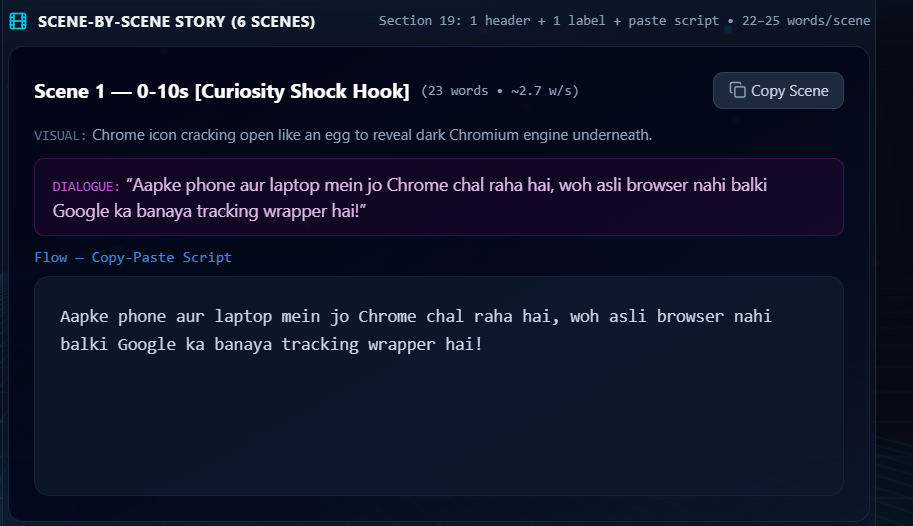 SCENE-BY-SCENE STORY (6 SCENES)
Section 19: 1 header + 1 label + paste script • 22–25 words/scene
Scene 1 — 0-10s [Curiosity Shock Hook] (23 words • ~2.7 w/s)
Copy Scene
VISUAL: Chrome icon cracking open like an egg to reveal dark Chromium engine underneath.
DIALOGUE: “Aapke phone aur laptop mein jo Chrome chal raha hai, woh asli browser nahi balki
Google ka banaya tracking wrapper hai!”
Flow — Copy-Paste Script
Aapke phone aur laptop mein jo Chrome chal raha hai, woh asli browser nahi
balki Google ka banaya tracking wrapper hai!